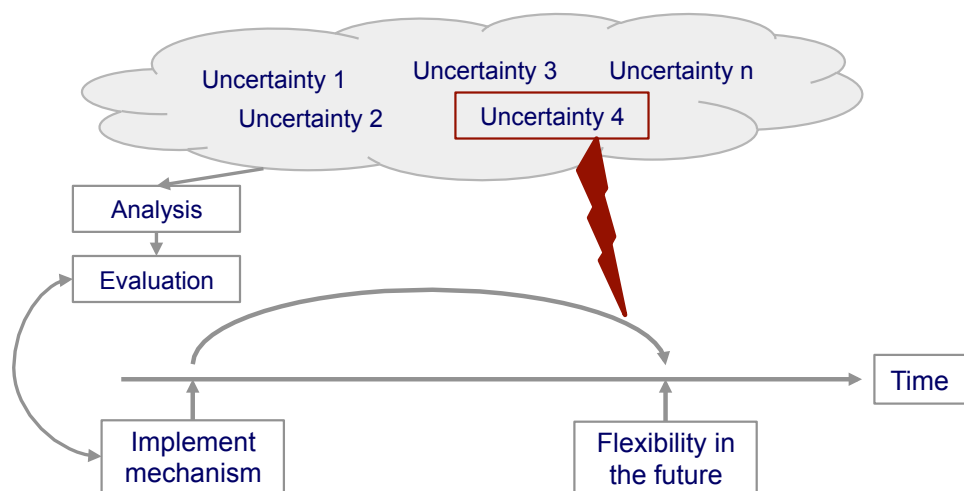 Uncertainty 1
Uncertainty 3
Uncertainty n
Uncertainty 2
Uncertainty 4
Analysis
Evaluation
Time
Implement
mechanism
Flexibility in
the future